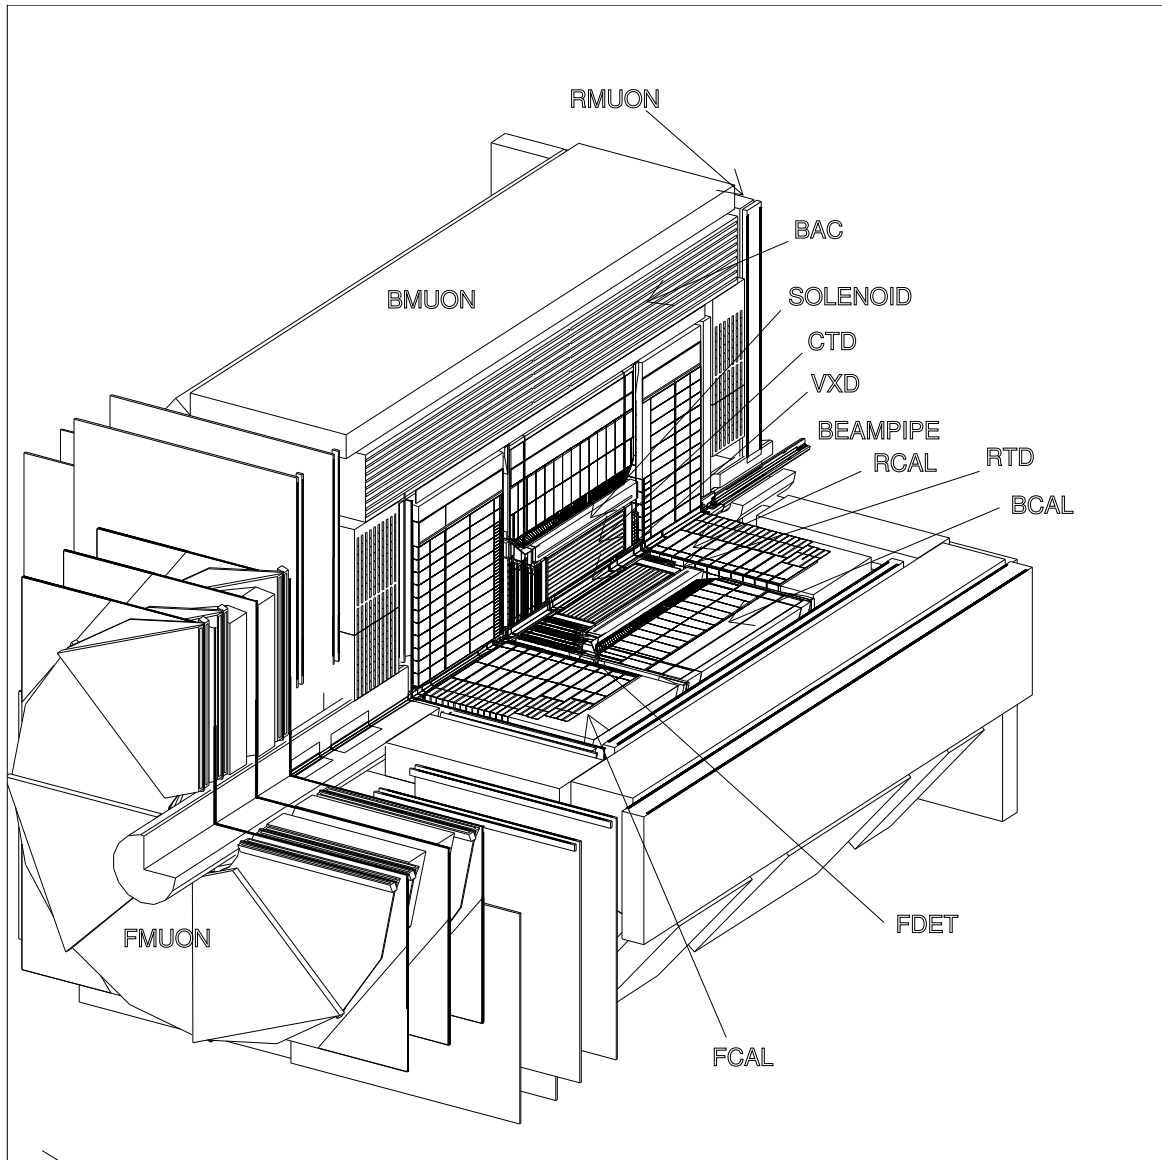 RMUON
BAC
BMUON
SOLENOID
CTD
VXD
BEAMPIPE
RCAL
RTD
BCAL
FDET
FMUON
FCAL